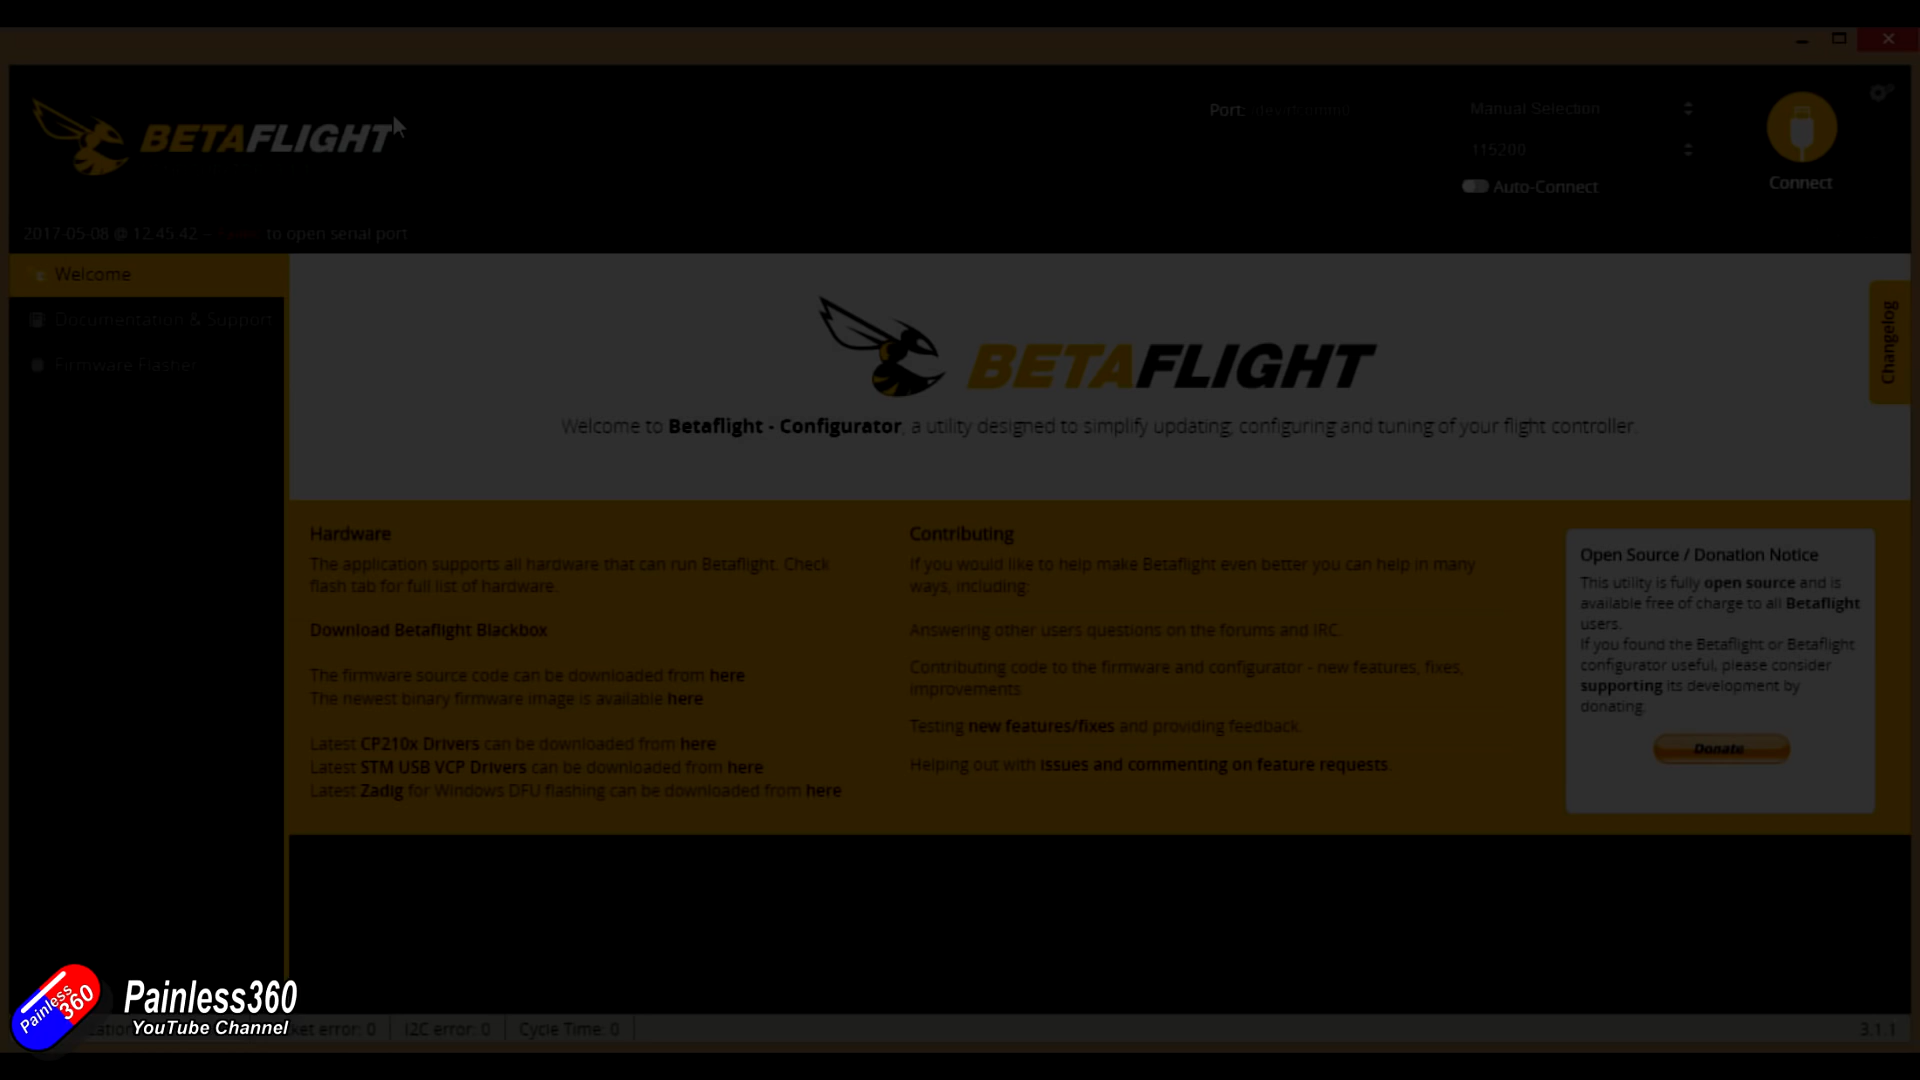 BETAFLIGHT
Port:
Manual Selection
115200
Auto-Connect
Connect
2017-05-08 @ 12:45:42 -- to open serial port
Welcome
Documentation & Support
Firmware Flasher
Changelog
BETAFLIGHT
Welcome to Betaflight - Configurator, a utility designed to simplify updating, configuring and tuning of your flight controller.
Hardware
The application supports all hardware that can run Betaflight. Check
flash tab for full list of hardware.
Download Betaflight Blackbox
The firmware source code can be downloaded from here
The newest binary firmware image is available here
Latest CP210x Drivers can be downloaded from here
Latest STM USB VCP Drivers can be downloaded from here
Latest Zadig for Windows DFU flashing can be downloaded from here
Contributing
If you would like to help make Betaflight even better you can help in many
ways, including:
Answering other users questions on the forums and IRC.
Contributing code to the firmware and configurator - new features, fixes,
improvements
Testing new features/fixes and providing feedback.
Helping out with issues and commenting on feature requests.
Open Source / Donation Notice
This utility is fully open source and is
available free of charge to all Betaflight
users.
If you found the Betaflight or Betaflight
configurator useful, please consider
supporting its development by
donating.
Donate
Painless
360
Painless360
YouTube Channel
error: 0
I2C error: 0
Cycle Time: 0
3.1.1